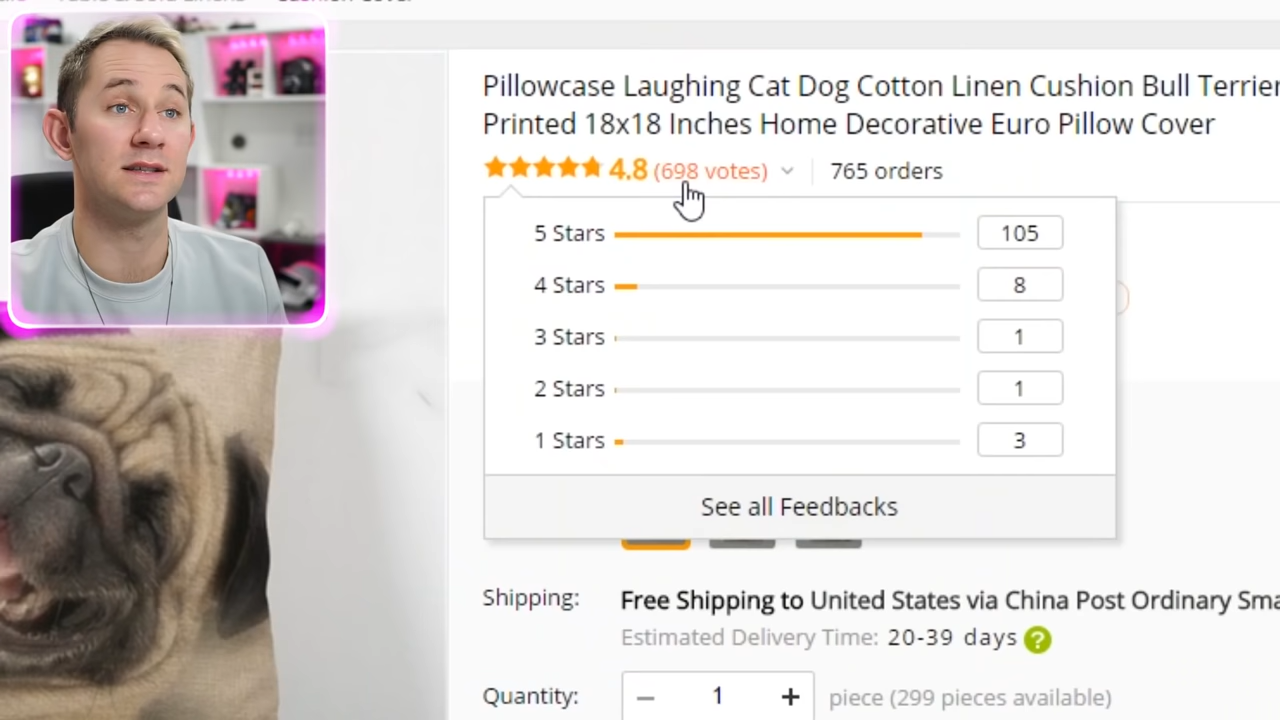 Pillowcase Laughing Cat Dog Cotton Linen Cushion Bull Terrier
Printed 18x18 Inches Home Decorative Euro Pillow Cover
4.8 (698 votes) 765 orders
5 Stars 105
4 Stars 8
3 Stars 1
2 Stars 1
1 Stars 3
See all Feedbacks
Shipping: Free Shipping to United States via China Post Ordinary Sma
Estimated Delivery Time: 20-39 days ?
Quantity: − 1 + piece (299 pieces available)